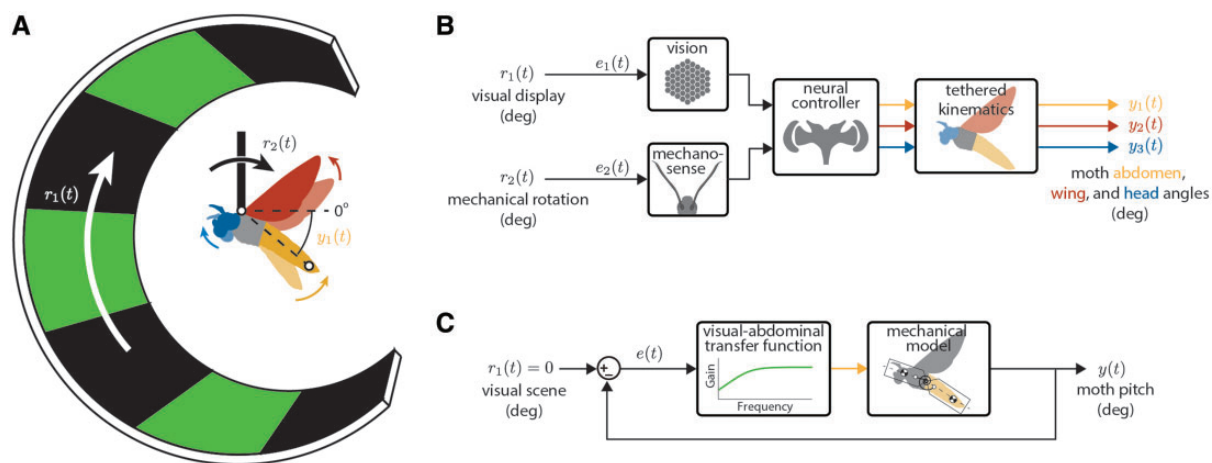 A
r₁(t)
r₂(t)
0°
y₁(t)
B
r₁(t)
visual display
(deg)
e₁(t)
vision
r₂(t)
mechanical rotation
(deg)
e₂(t)
mechano-
sense
neural
controller
tethered
kinematics
y₁(t)
y₂(t)
y₃(t)
moth abdomen,
wing, and head angles
(deg)
C
r₁(t) = 0
visual scene
(deg)
+
−
e(t)
visual-abdominal
transfer function
Gain
Frequency
mechanical
model
y(t)
moth pitch
(deg)